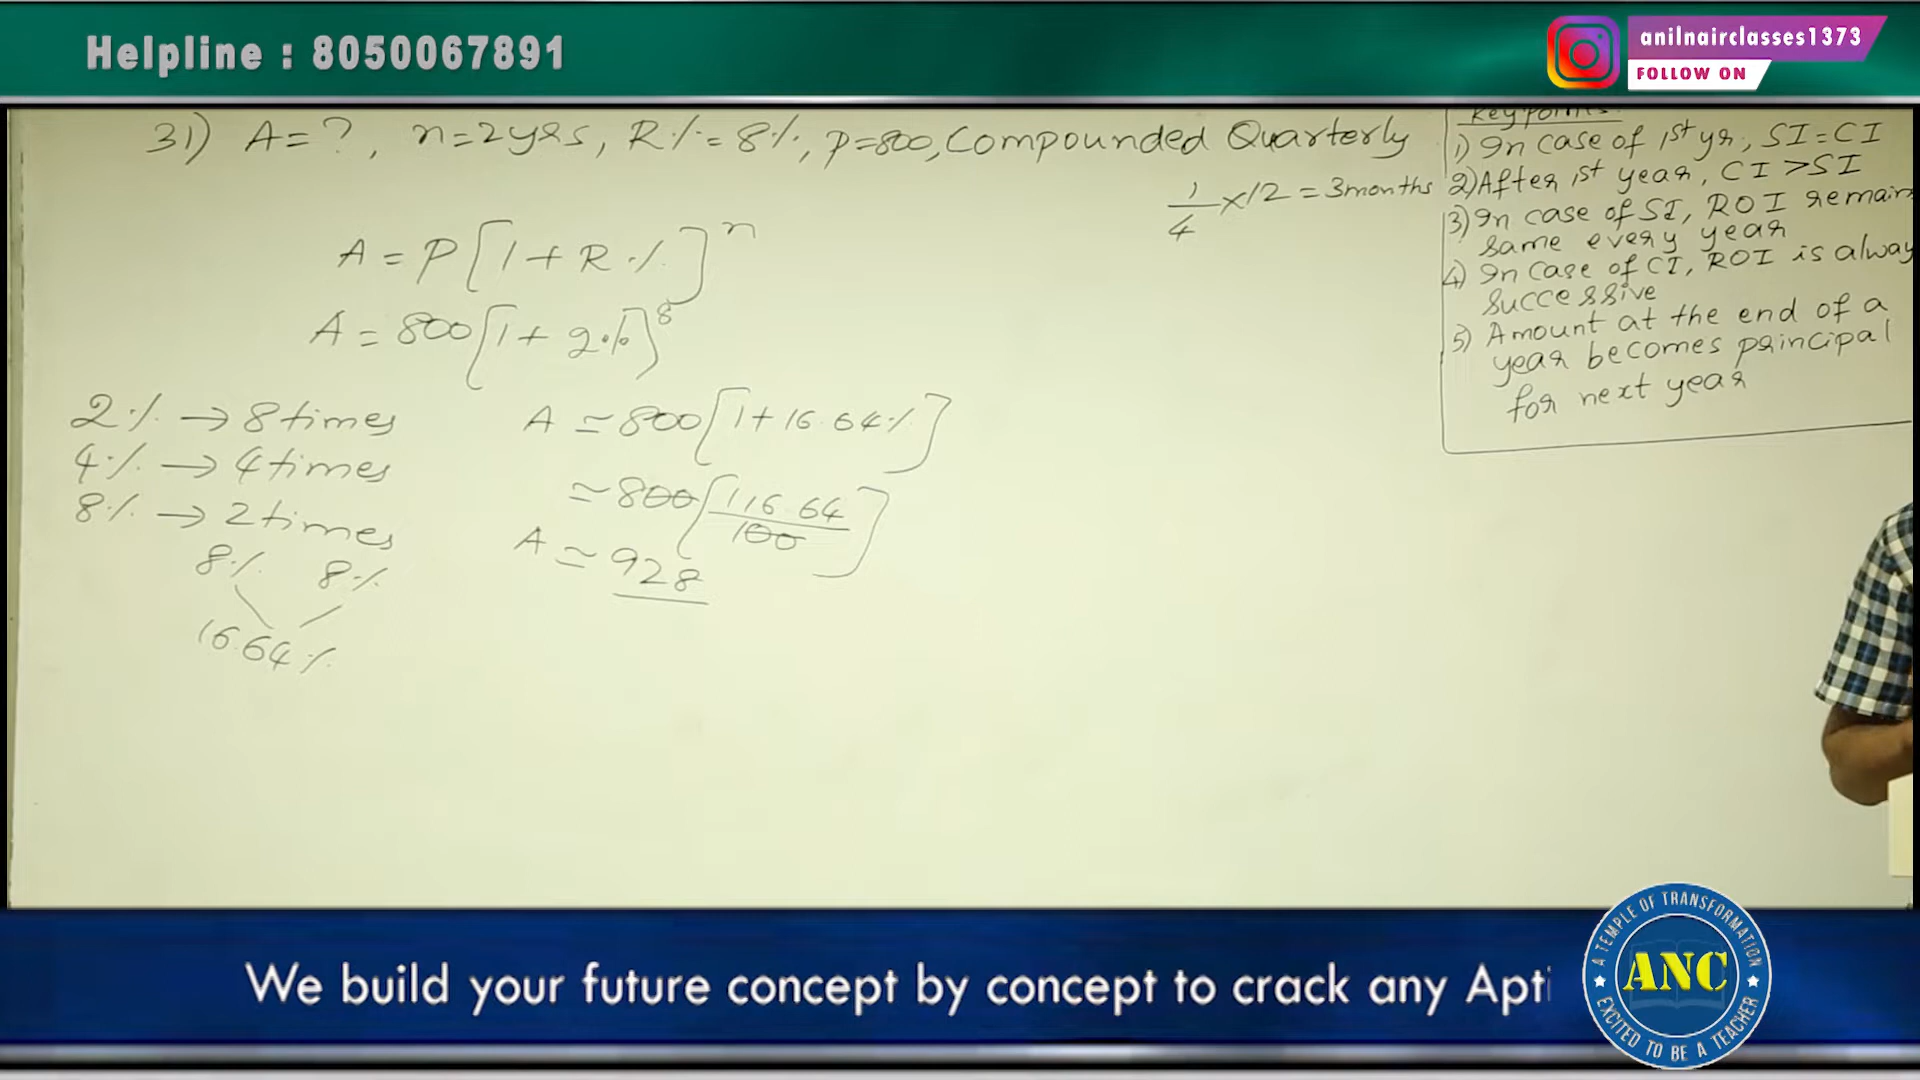 Helpline : 8050067891
anilnairclasses1373
FOLLOW ON
31) A=?, n=2yrs, R%=8%, p=800, Compounded Quarterly
1/4 ×12 = 3months
A = P[1+R%]^n
A = 800[1+2%]^8
2% → 8times
4% → 4times
8% → 2times
8% 8%
16.64%
A ≃ 800[1+16.64%]
≃ 800[116.64/100]
A ≃ 928
Key points
1) In case of 1st yr, SI=CI
2) After 1st year, CI>SI
3) In case of SI, ROI remain
same every year
4) In case of CI, ROI is alway
successive
5) Amount at the end of a
year becomes principal
for next year
We build your future concept by concept to crack any Apti
A TEMPLE OF TRANSFORMATION
ANC
EXCITED TO BE A TEACHER